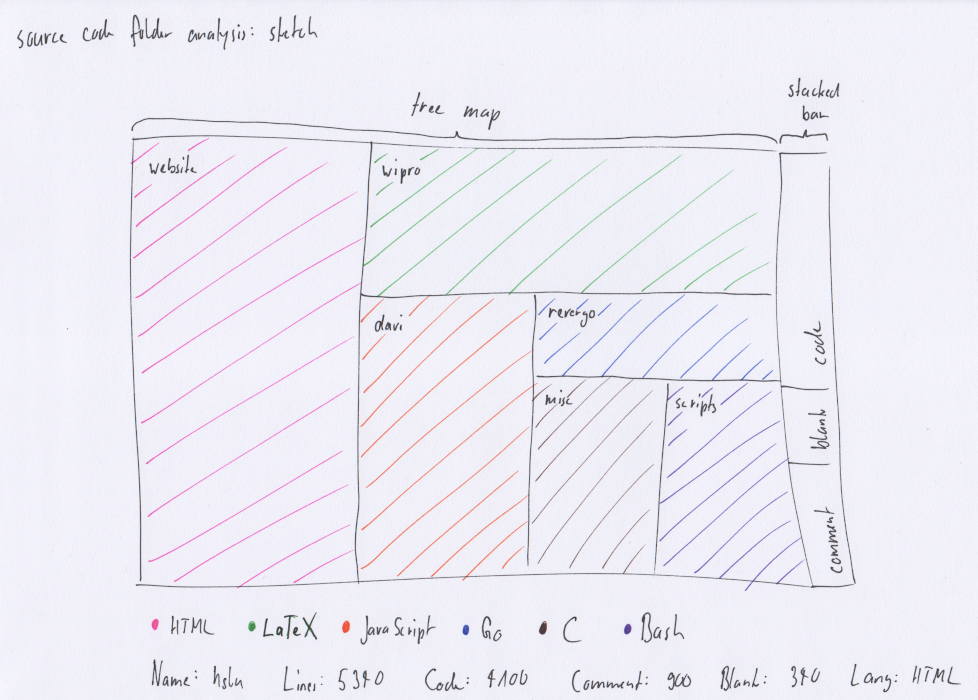 source code folder analysis: sketch
tree map
stacked
bar
website
wipro
davi
revergo
misc
scripts
code
blank
comment
HTML LaTeX JavaScript Go C Bash
Name: hslu Lines: 5340 Code: 4100 Comment: 900 Blank: 340 Lang: HTML